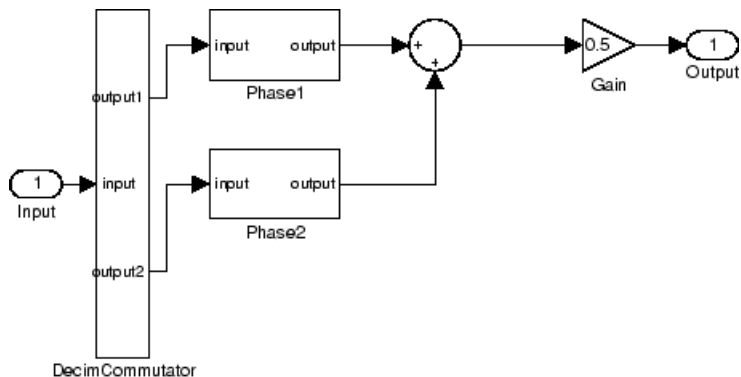 output1
input
output2
DecimCommutator
1
Input
input
output
Phase1
input
output
Phase2
+
+
0.5
Gain
1
Output